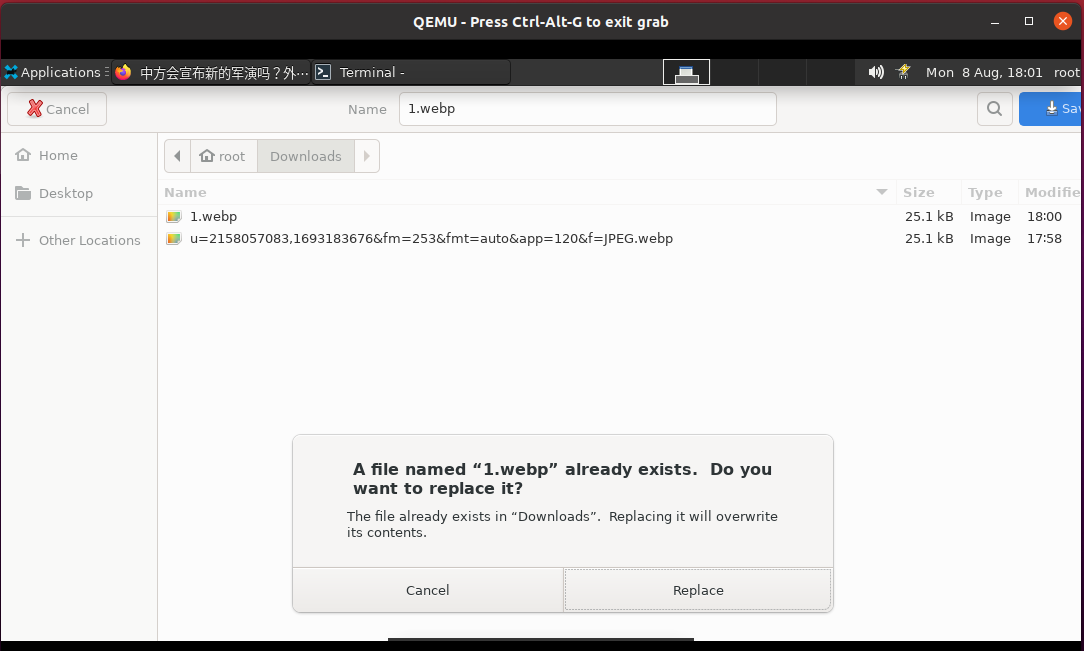 QEMU - Press Ctrl-Alt-G to exit grab
Applications 中方会宣布新的军演吗？外… Terminal - Mon 8 Aug, 18:01 root
Cancel Name 1.webp Sav
Home root Downloads
Desktop
Other Locations
Name Size Type Modifie
1.webp 25.1 kB Image 18:00
u=2158057083,1693183676&fm=253&fmt=auto&app=120&f=JPEG.webp 25.1 kB Image 17:58
A file named “1.webp” already exists. Do you
want to replace it?
The file already exists in “Downloads”. Replacing it will overwrite
its contents.
Cancel Replace